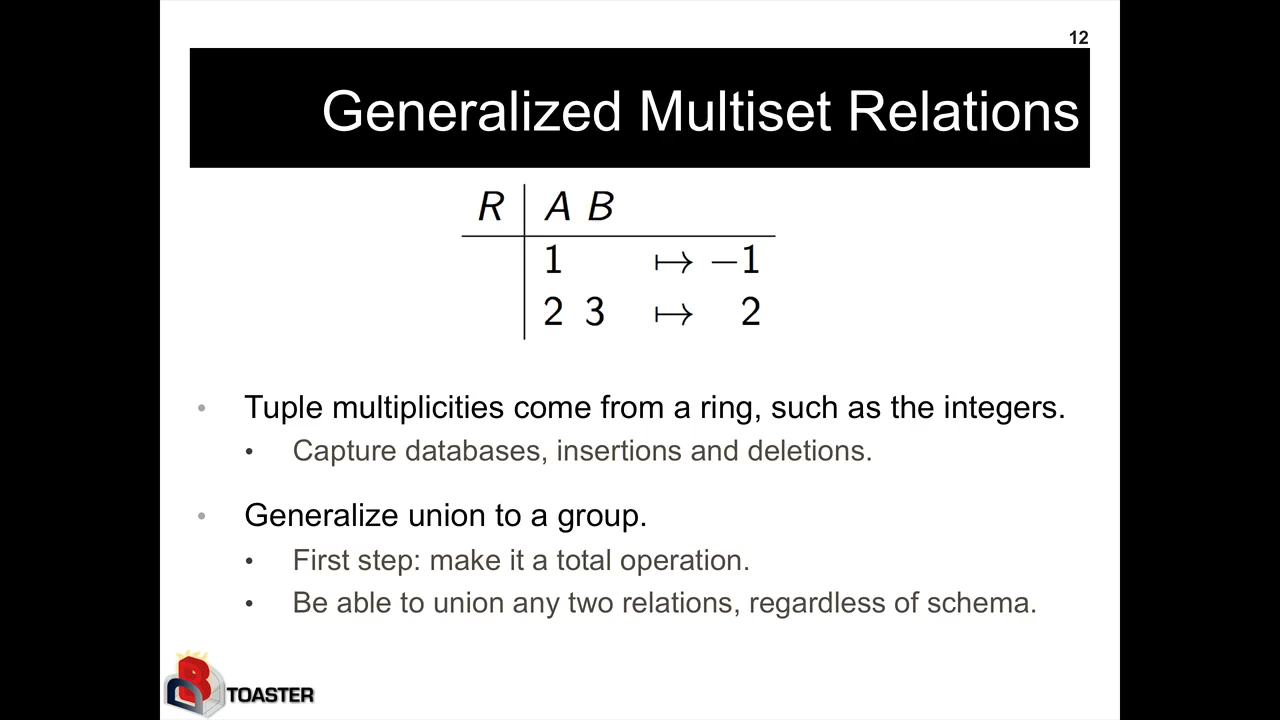 12
Generalized Multiset Relations
R A B
1 ↦ −1
2 3 ↦ 2
• Tuple multiplicities come from a ring, such as the integers.
• Capture databases, insertions and deletions.
• Generalize union to a group.
• First step: make it a total operation.
• Be able to union any two relations, regardless of schema.
DB TOASTER